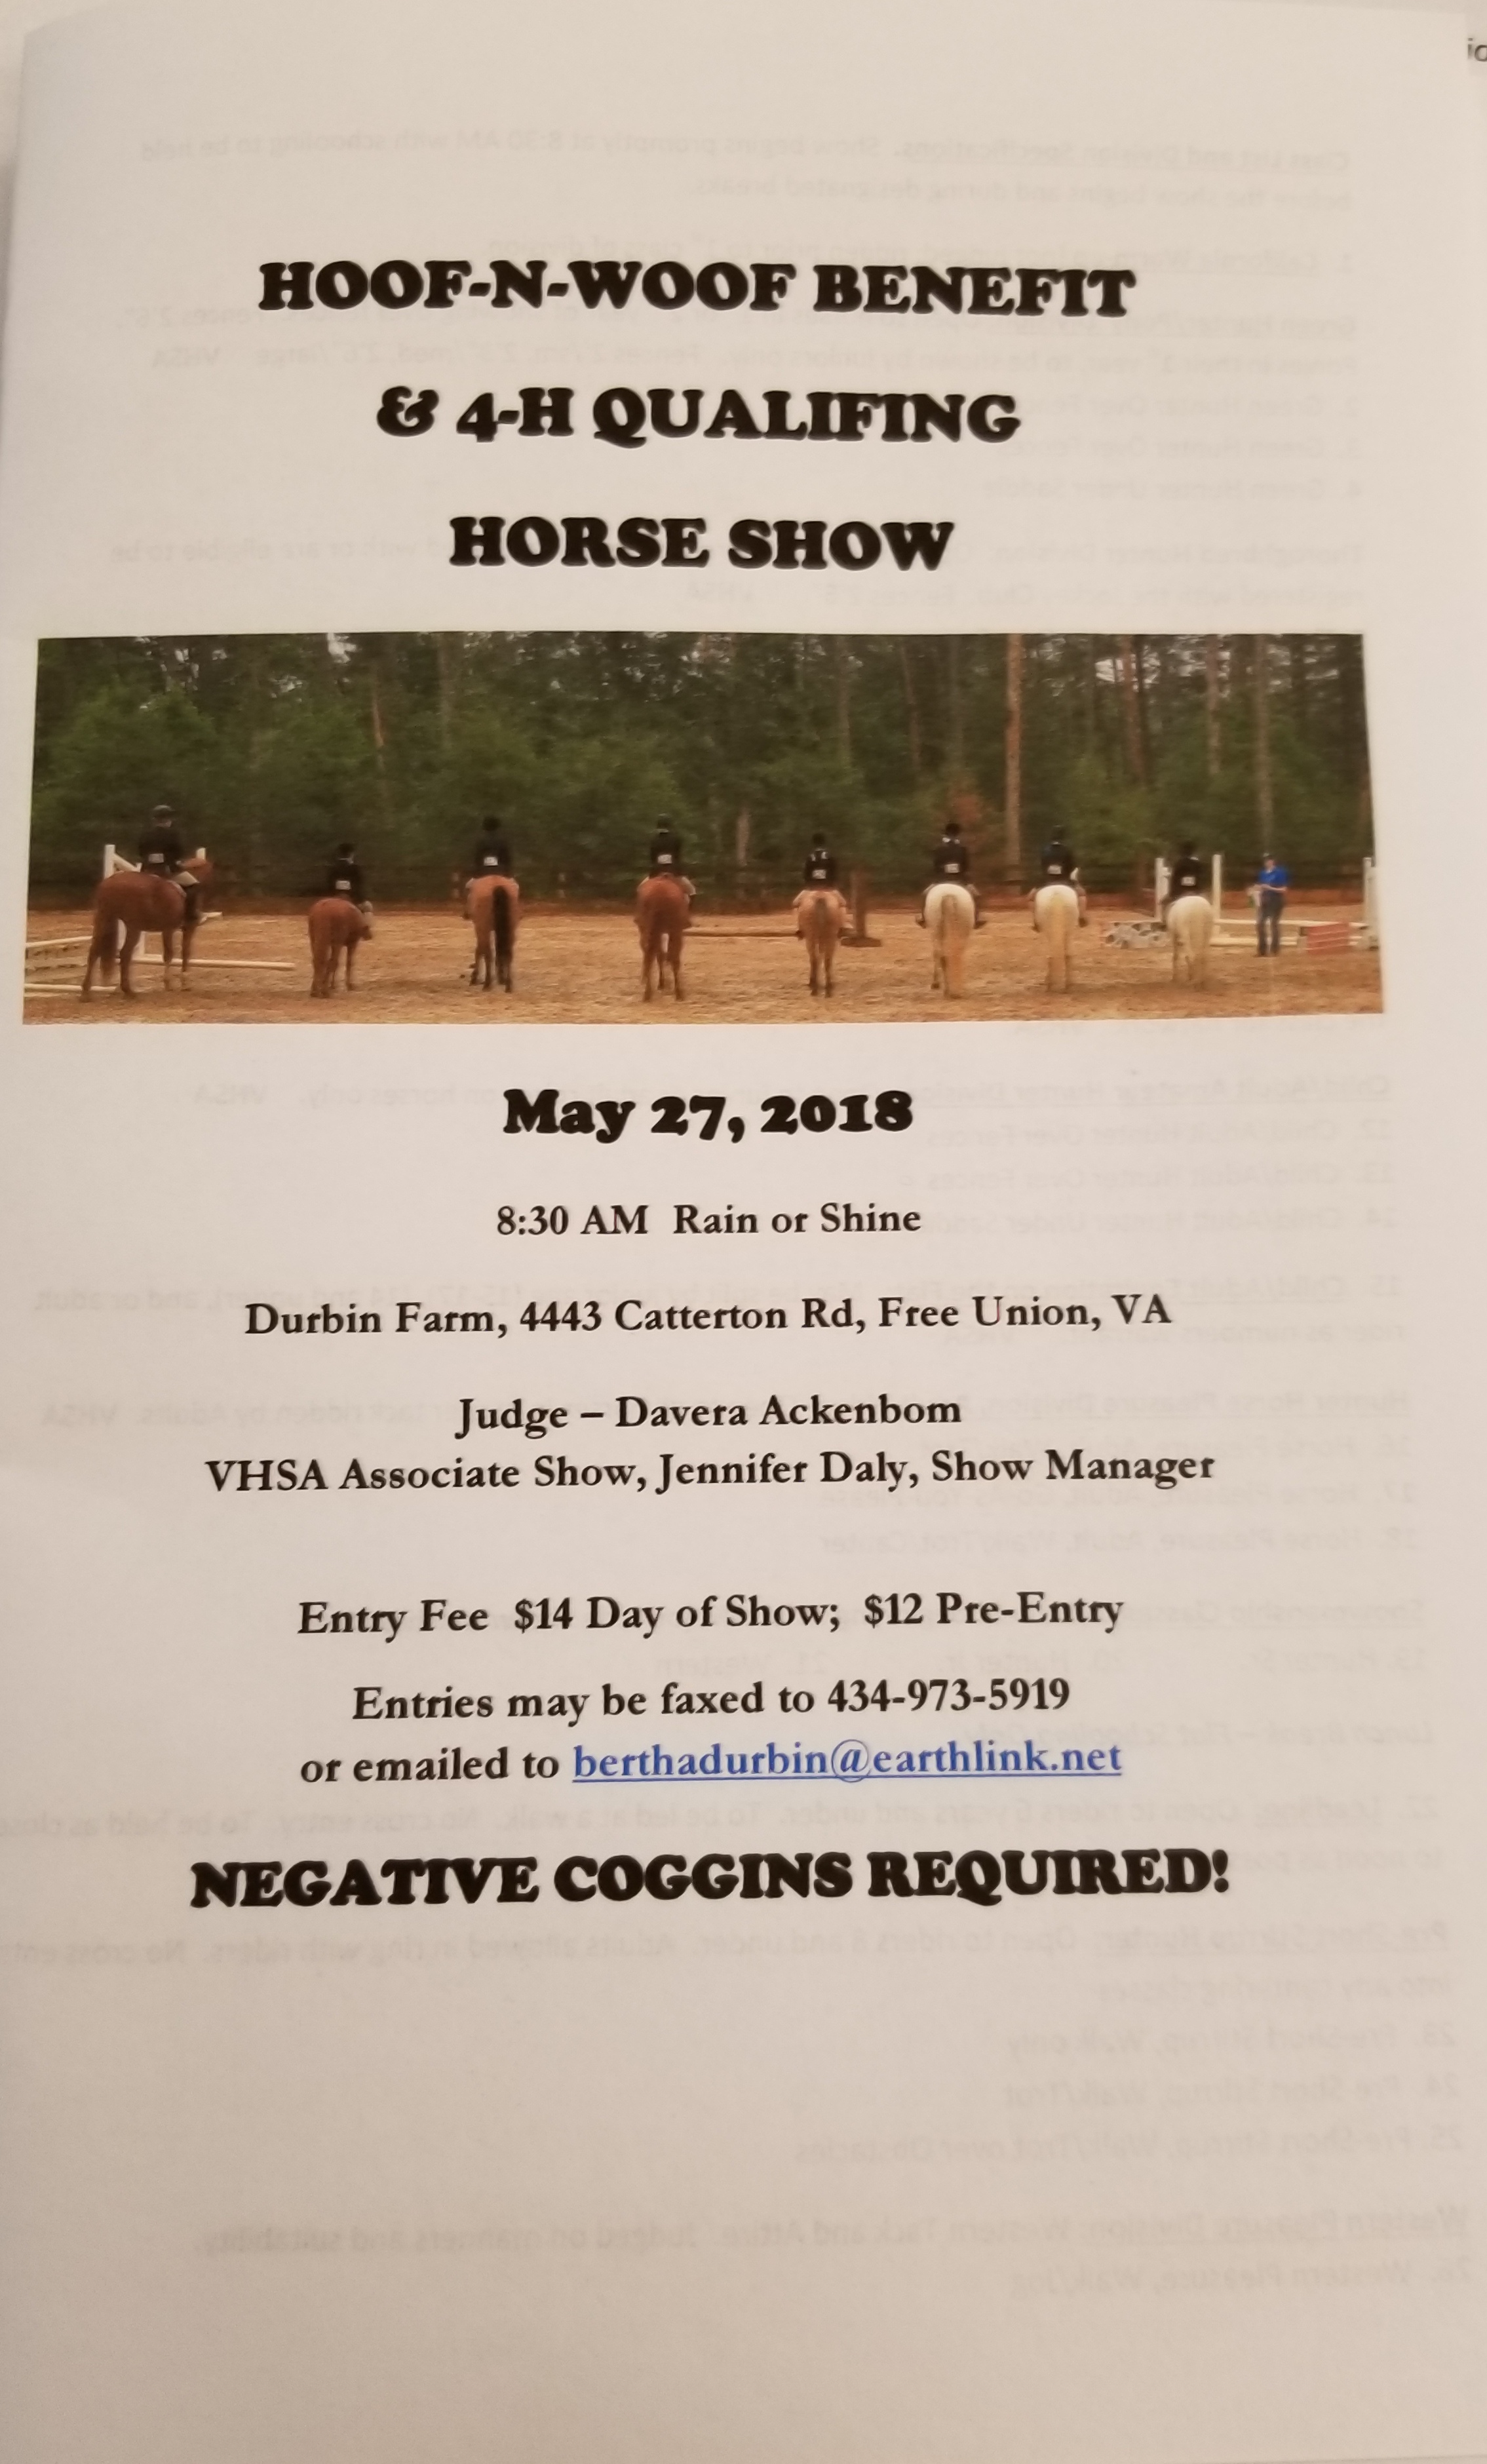 HOOF-N-WOOF BENEFIT
& 4-H QUALIFING
HORSE SHOW
May 27, 2018
8:30 AM Rain or Shine
Durbin Farm, 4443 Catterton Rd, Free Union, VA
Judge – Davera Ackenbom
VHSA Associate Show, Jennifer Daly, Show Manager
Entry Fee $14 Day of Show; $12 Pre-Entry
Entries may be faxed to 434-973-5919
or emailed to berthadurbin@earthlink.net
NEGATIVE COGGINS REQUIRED!